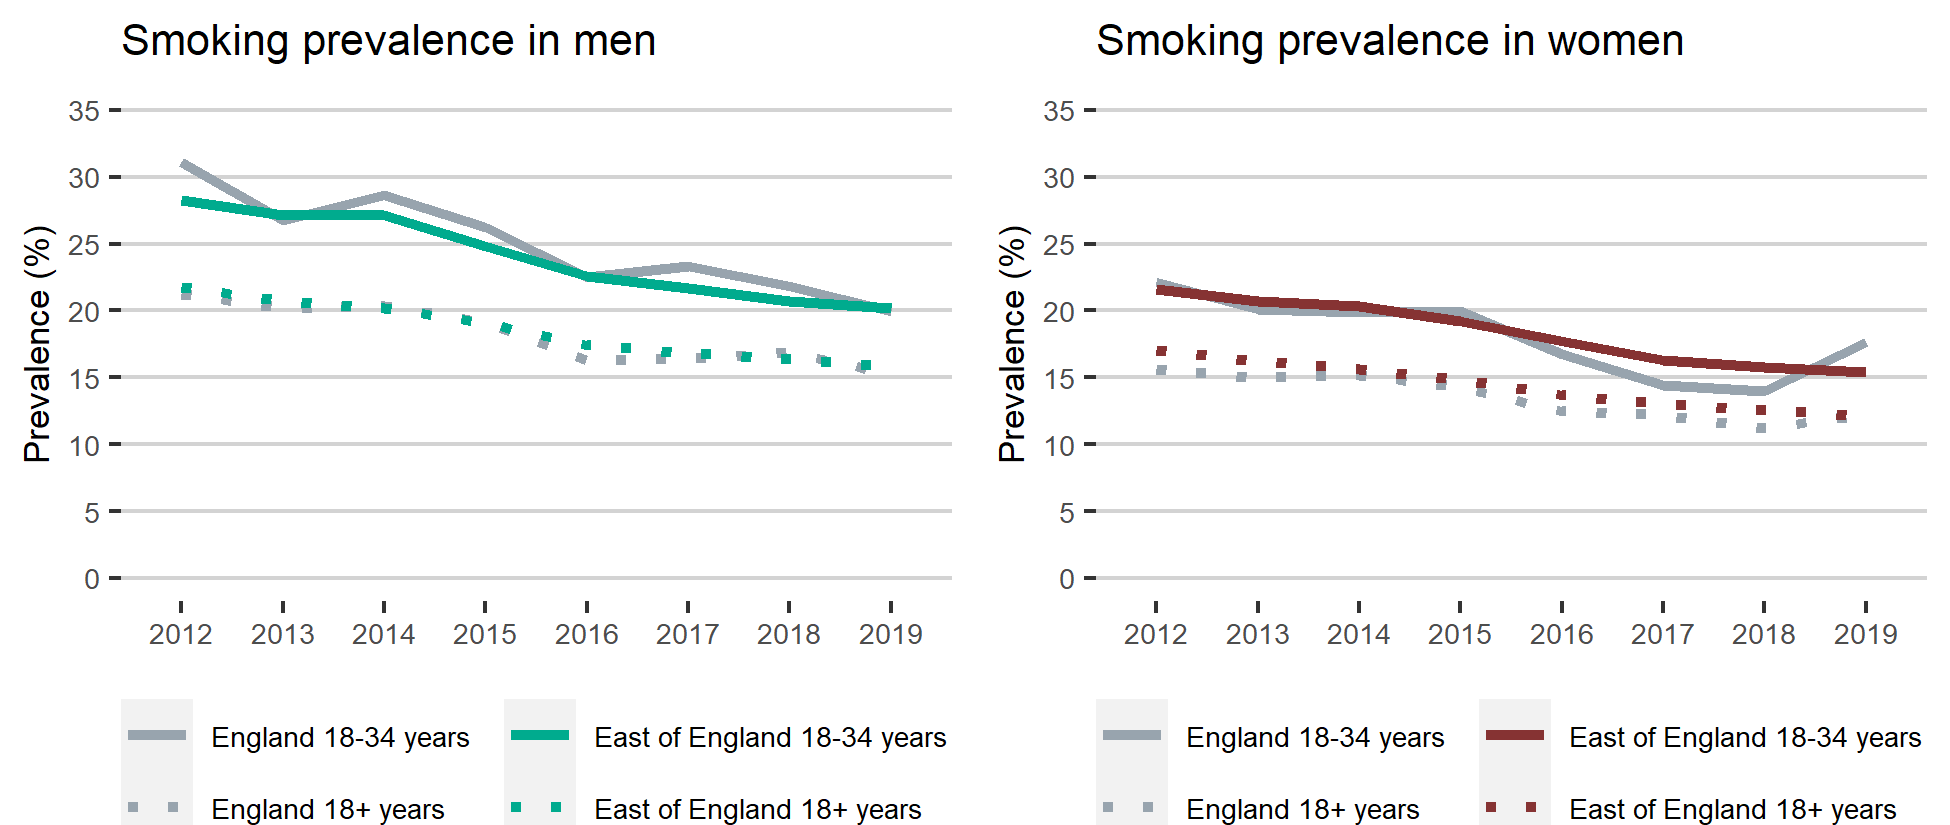 Smoking prevalence in men
Prevalence (%)
35
30
25
20
15
10
5
0
2012 2013 2014 2015 2016 2017 2018 2019
England 18-34 years East of England 18-34 years
England 18+ years East of England 18+ years
Smoking prevalence in women
Prevalence (%)
35
30
25
20
15
10
5
0
2012 2013 2014 2015 2016 2017 2018 2019
England 18-34 years East of England 18-34 years
England 18+ years East of England 18+ years